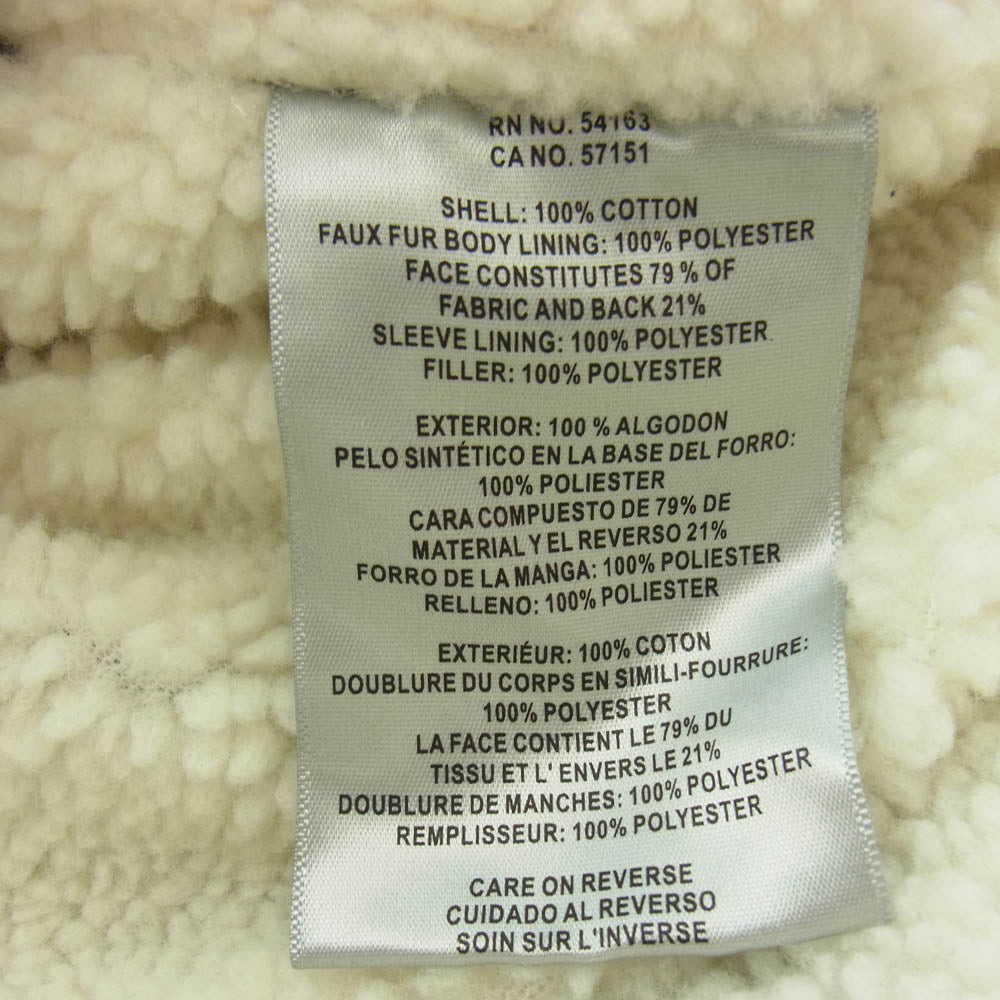 RN NO. 54163
CA NO. 57151
SHELL: 100% COTTON
FAUX FUR BODY LINING: 100% POLYESTER
FACE CONSTITUTES 79 % OF
FABRIC AND BACK 21%
SLEEVE LINING: 100% POLYESTER
FILLER: 100% POLYESTER
EXTERIOR: 100 % ALGODON
PELO SINTÉTICO EN LA BASE DEL FORRO:
100% POLIESTER
CARA COMPUESTO DE 79% DE
MATERIAL Y EL REVERSO 21%
FORRO DE LA MANGA: 100% POLIESTER
RELLENO: 100% POLIESTER
EXTERIÉUR: 100% COTON
DOUBLURE DU CORPS EN SIMILI-FOURRURE:
100% POLYESTER
LA FACE CONTIENT LE 79% DU
TISSU ET L' ENVERS LE 21%
DOUBLURE DE MANCHES: 100% POLYESTER
REMPLISSEUR: 100% POLYESTER
CARE ON REVERSE
CUIDADO AL REVERSO
SOIN SUR L'INVERSE